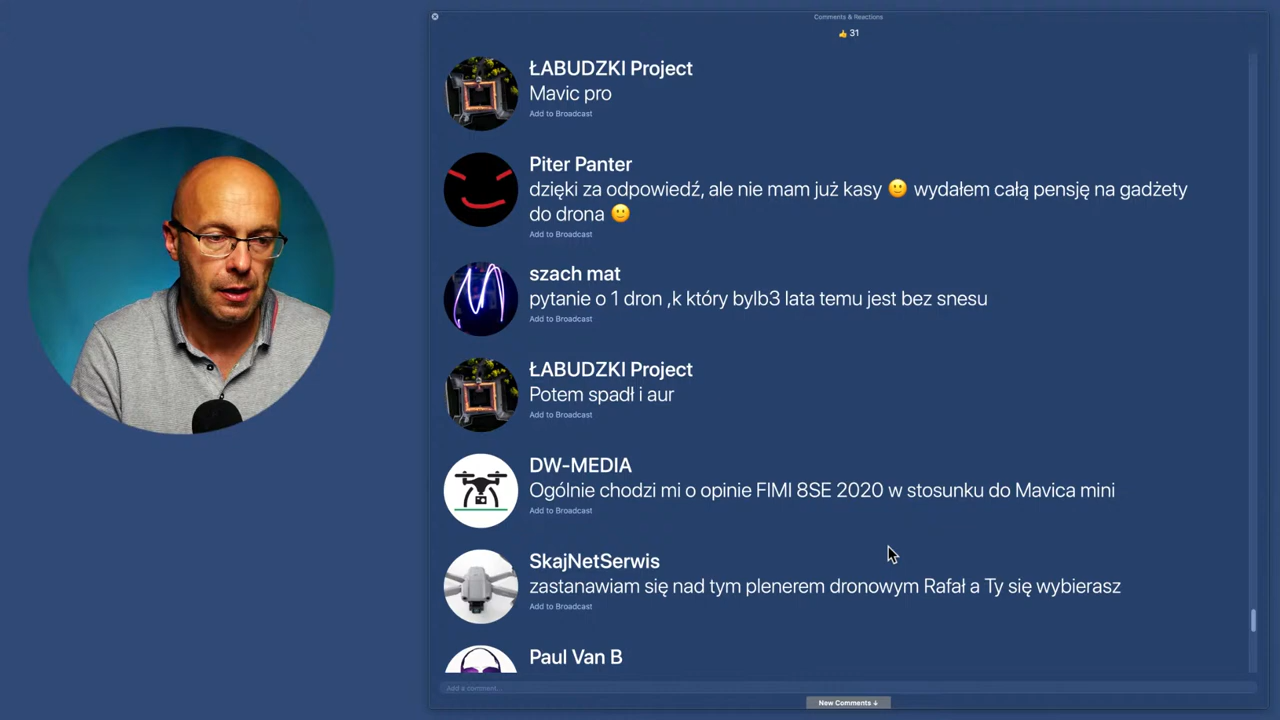 Comments & Reactions
👍 31
ŁABUDZKI Project
Mavic pro
Add to Broadcast
Piter Panter
dzięki za odpowiedź, ale nie mam już kasy 🙂 wydałem całą pensję na gadżety
do drona 🙂
Add to Broadcast
szach mat
pytanie o 1 dron ,k który bylb3 lata temu jest bez snesu
Add to Broadcast
ŁABUDZKI Project
Potem spadł i aur
Add to Broadcast
DW-MEDIA
Ogólnie chodzi mi o opinie FIMI 8SE 2020 w stosunku do Mavica mini
Add to Broadcast
SkajNetSerwis
zastanawiam się nad tym plenerem dronowym Rafał a Ty się wybierasz
Add to Broadcast
Paul Van B
Add a comment...
New Comments ↓